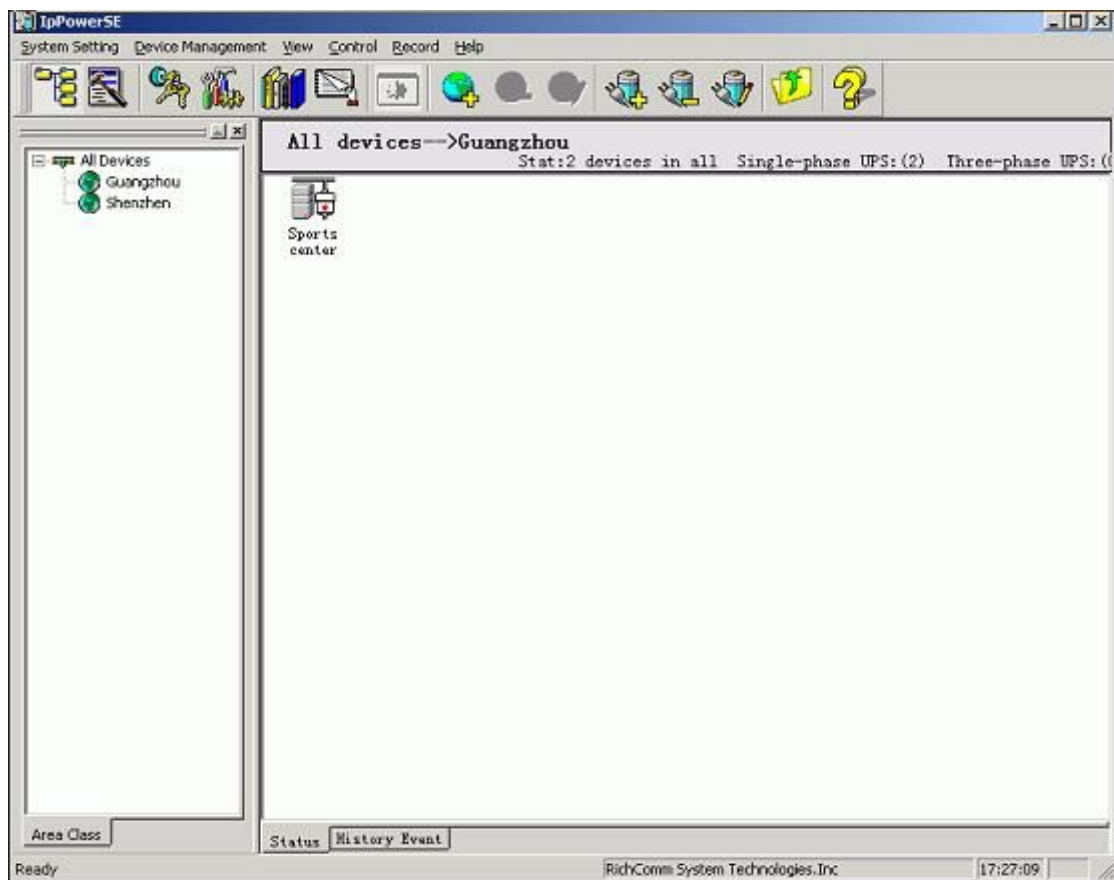 IpPowerSE
System Setting Device Management View Control Record Help
All Devices
Guangzhou
Shenzhen
Area Class
All devices-->Guangzhou
Stat:2 devices in all Single-phase UPS:(2) Three-phase UPS:(
Sports
center
Status History Event
Ready RichComm System Technologies.Inc 17:27:09